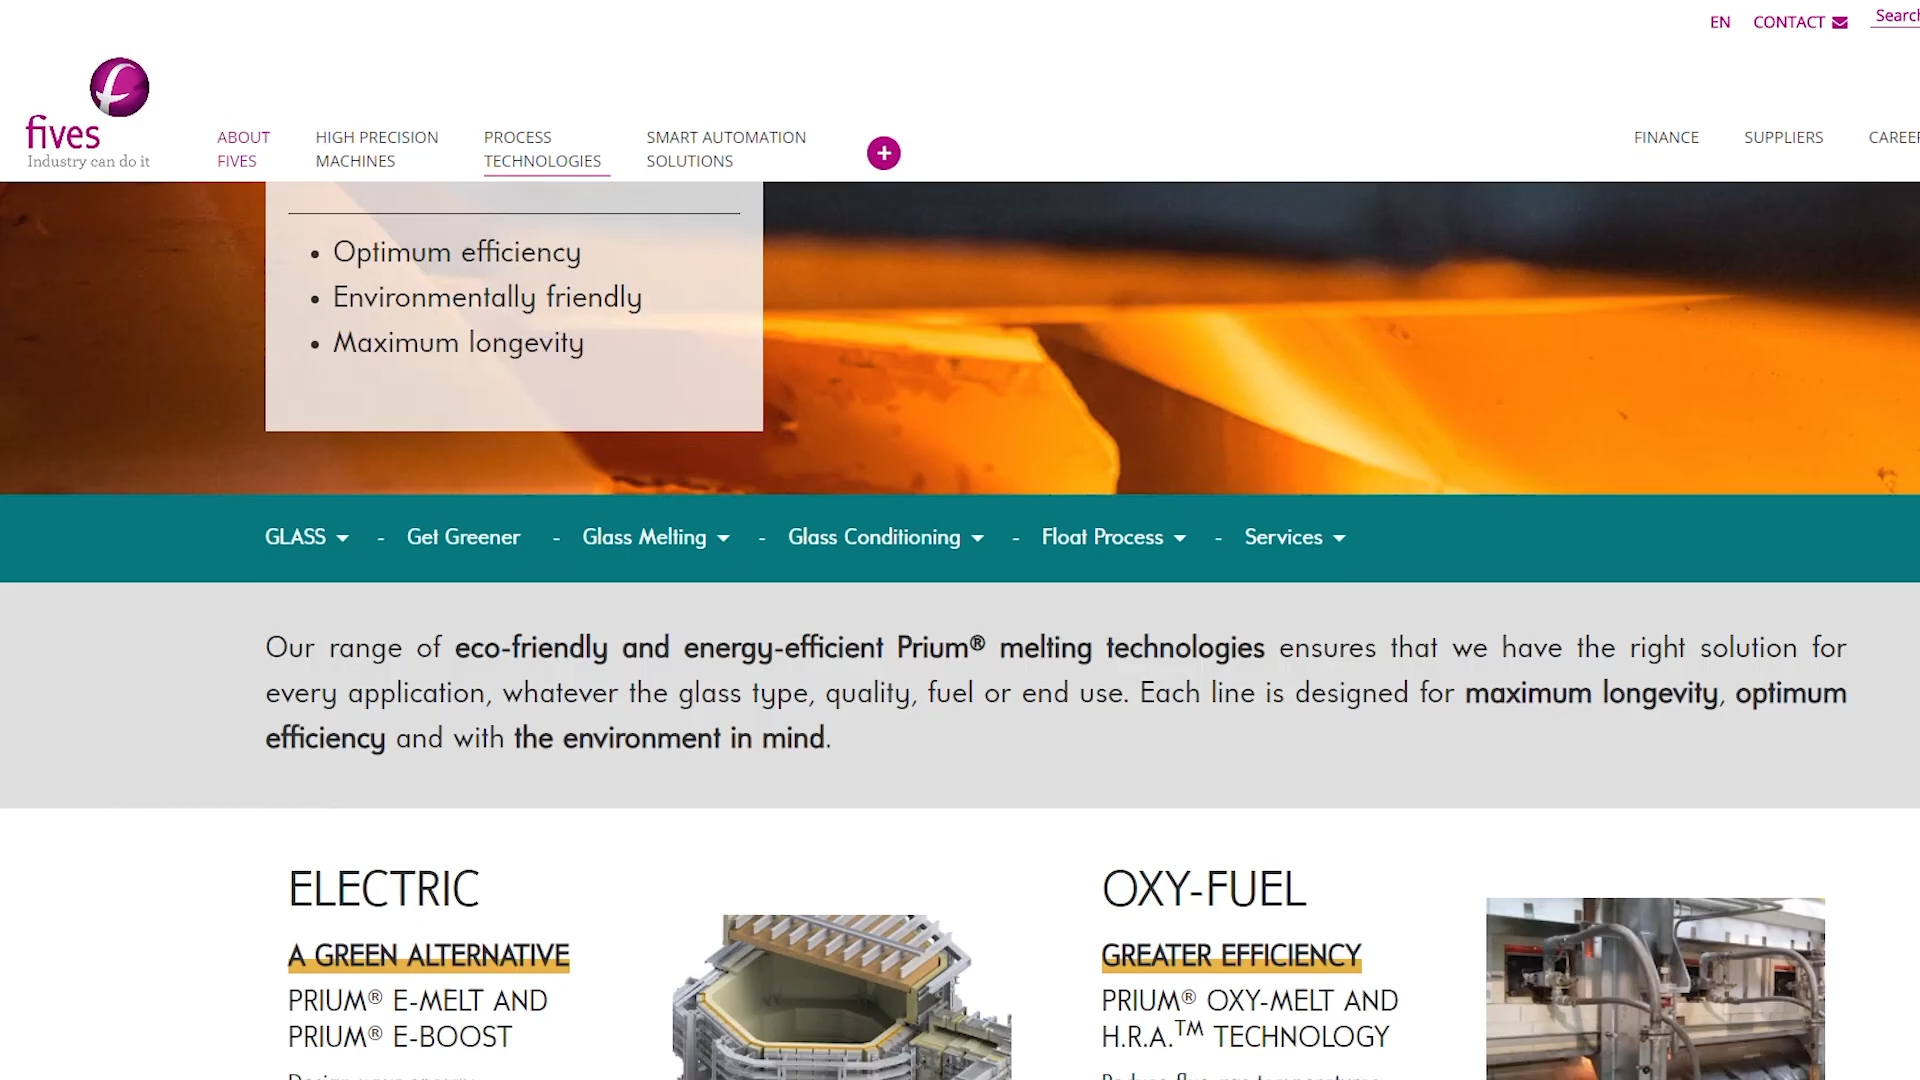 EN CONTACT Search
fives
Industry can do it
ABOUT FIVES
HIGH PRECISION MACHINES
PROCESS TECHNOLOGIES
SMART AUTOMATION SOLUTIONS
+
FINANCE SUPPLIERS CAREER
• Optimum efficiency
• Environmentally friendly
• Maximum longevity
GLASS - Get Greener - Glass Melting - Glass Conditioning - Float Process - Services
Our range of eco-friendly and energy-efficient Prium® melting technologies ensures that we have the right solution for
every application, whatever the glass type, quality, fuel or end use. Each line is designed for maximum longevity, optimum
efficiency and with the environment in mind.
ELECTRIC
A GREEN ALTERNATIVE
PRIUM® E-MELT AND
PRIUM® E-BOOST
OXY-FUEL
GREATER EFFICIENCY
PRIUM® OXY-MELT AND
H.R.A.™ TECHNOLOGY